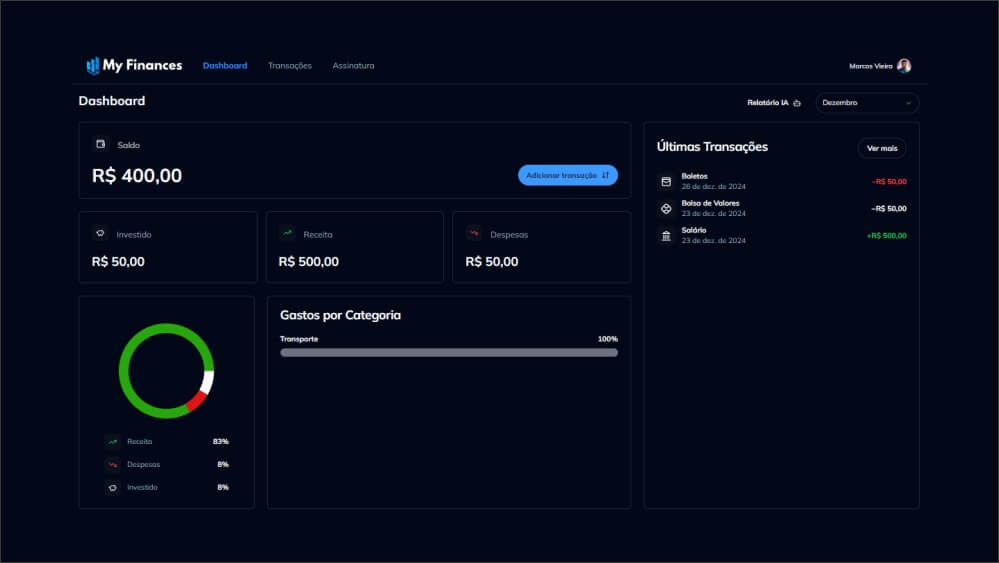 My Finances Dashboard Transações Assinatura Marcos Vieira
Dashboard
Relatório IA Dezembro
Saldo
R$ 400,00
Adicionar transação
Investido
R$ 50,00
Receita
R$ 500,00
Despesas
R$ 50,00
Receita 83%
Despesas 8%
Investido 8%
Gastos por Categoria
Transporte 100%
Últimas Transações Ver mais
Boletos
26 de dez. de 2024
-R$ 50,00
Bolsa de Valores
23 de dez. de 2024
-R$ 50,00
Salário
23 de dez. de 2024
+R$ 500,00